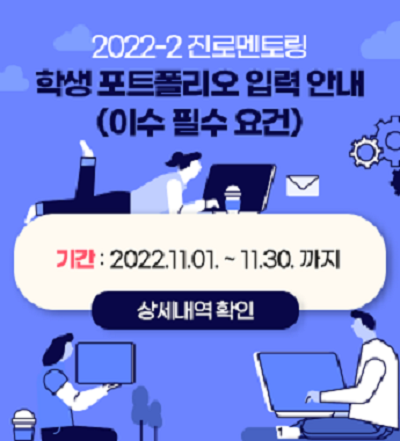 2022-2 진로멘토링
학생 포트폴리오 입력 안내
(이수 필수 요건)
기간 : 2022.11.01. ~ 11.30. 까지
상세내역 확인